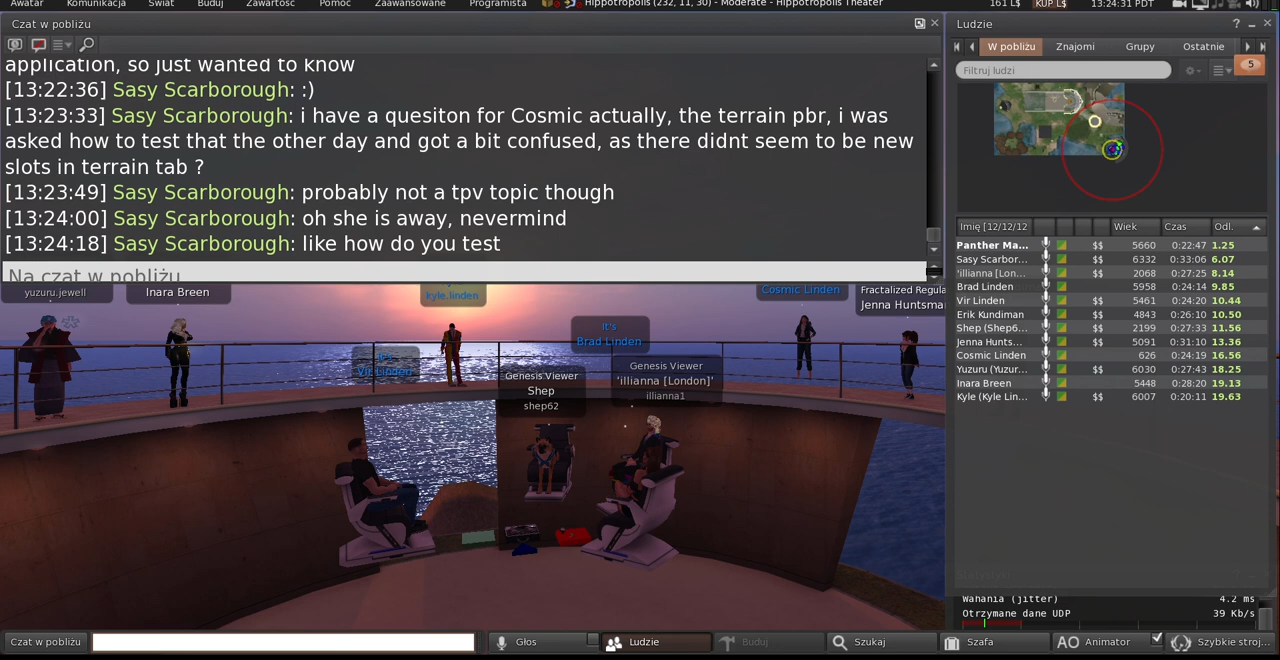 Awatar Komunikacja Świat Buduj Zawartość Pomoc Zaawansowane Programista Hippotropolis (232, 11, 30) - Moderate - Hippotropolis Theater 161 L$ KUP L$ 13:24:31 PDT
Czat w pobliżu
application, so just wanted to know
[13:22:36] Sasy Scarborough: :)
[13:23:33] Sasy Scarborough: i have a quesiton for Cosmic actually, the terrain pbr, i was
asked how to test that the other day and got a bit confused, as there didnt seem to be new
slots in terrain tab ?
[13:23:49] Sasy Scarborough: probably not a tpv topic though
[13:24:00] Sasy Scarborough: oh she is away, nevermind
[13:24:18] Sasy Scarborough: like how do you test
Na czat w pobliżu
yuzuru.jewell
Inara Breen
kyle.linden
Cosmic Linden
Fractalized Regula
Jenna Huntsma
It's
Brad Linden
It's
Vir Linden
Genesis Viewer
Shep
shep62
Genesis Viewer
'illianna [London]'
illianna1
Ludzie
W pobliżu Znajomi Grupy Ostatnie
Filtruj ludzi
5
Imię [12/12/12 Wiek Czas Odl.
Panther Ma... $$ 5660 0:22:47 1.25
Sasy Scarbor... $$ 6332 0:33:06 6.07
'illianna [Lon... $$ 2068 0:27:25 8.14
Brad Linden 5958 0:24:14 9.85
Vir Linden $$ 5461 0:24:20 10.44
Erik Kundiman $$ 4843 0:26:10 10.50
Shep (Shep6... $$ 2199 0:27:33 11.56
Jenna Hunts... $$ 5091 0:31:10 13.36
Cosmic Linden 626 0:24:19 16.56
Yuzuru (Yuzur... $$ 6030 0:27:43 18.25
Inara Breen 5448 0:28:20 19.13
Kyle (Kyle Lin... $$ 6007 0:20:11 19.63
Wahania (jitter) 4.2 ms
Otrzymane dane UDP 39 Kb/s
Czat w pobliżu Głos Ludzie Buduj Szukaj Szafa AO Animator Szybkie stroj...